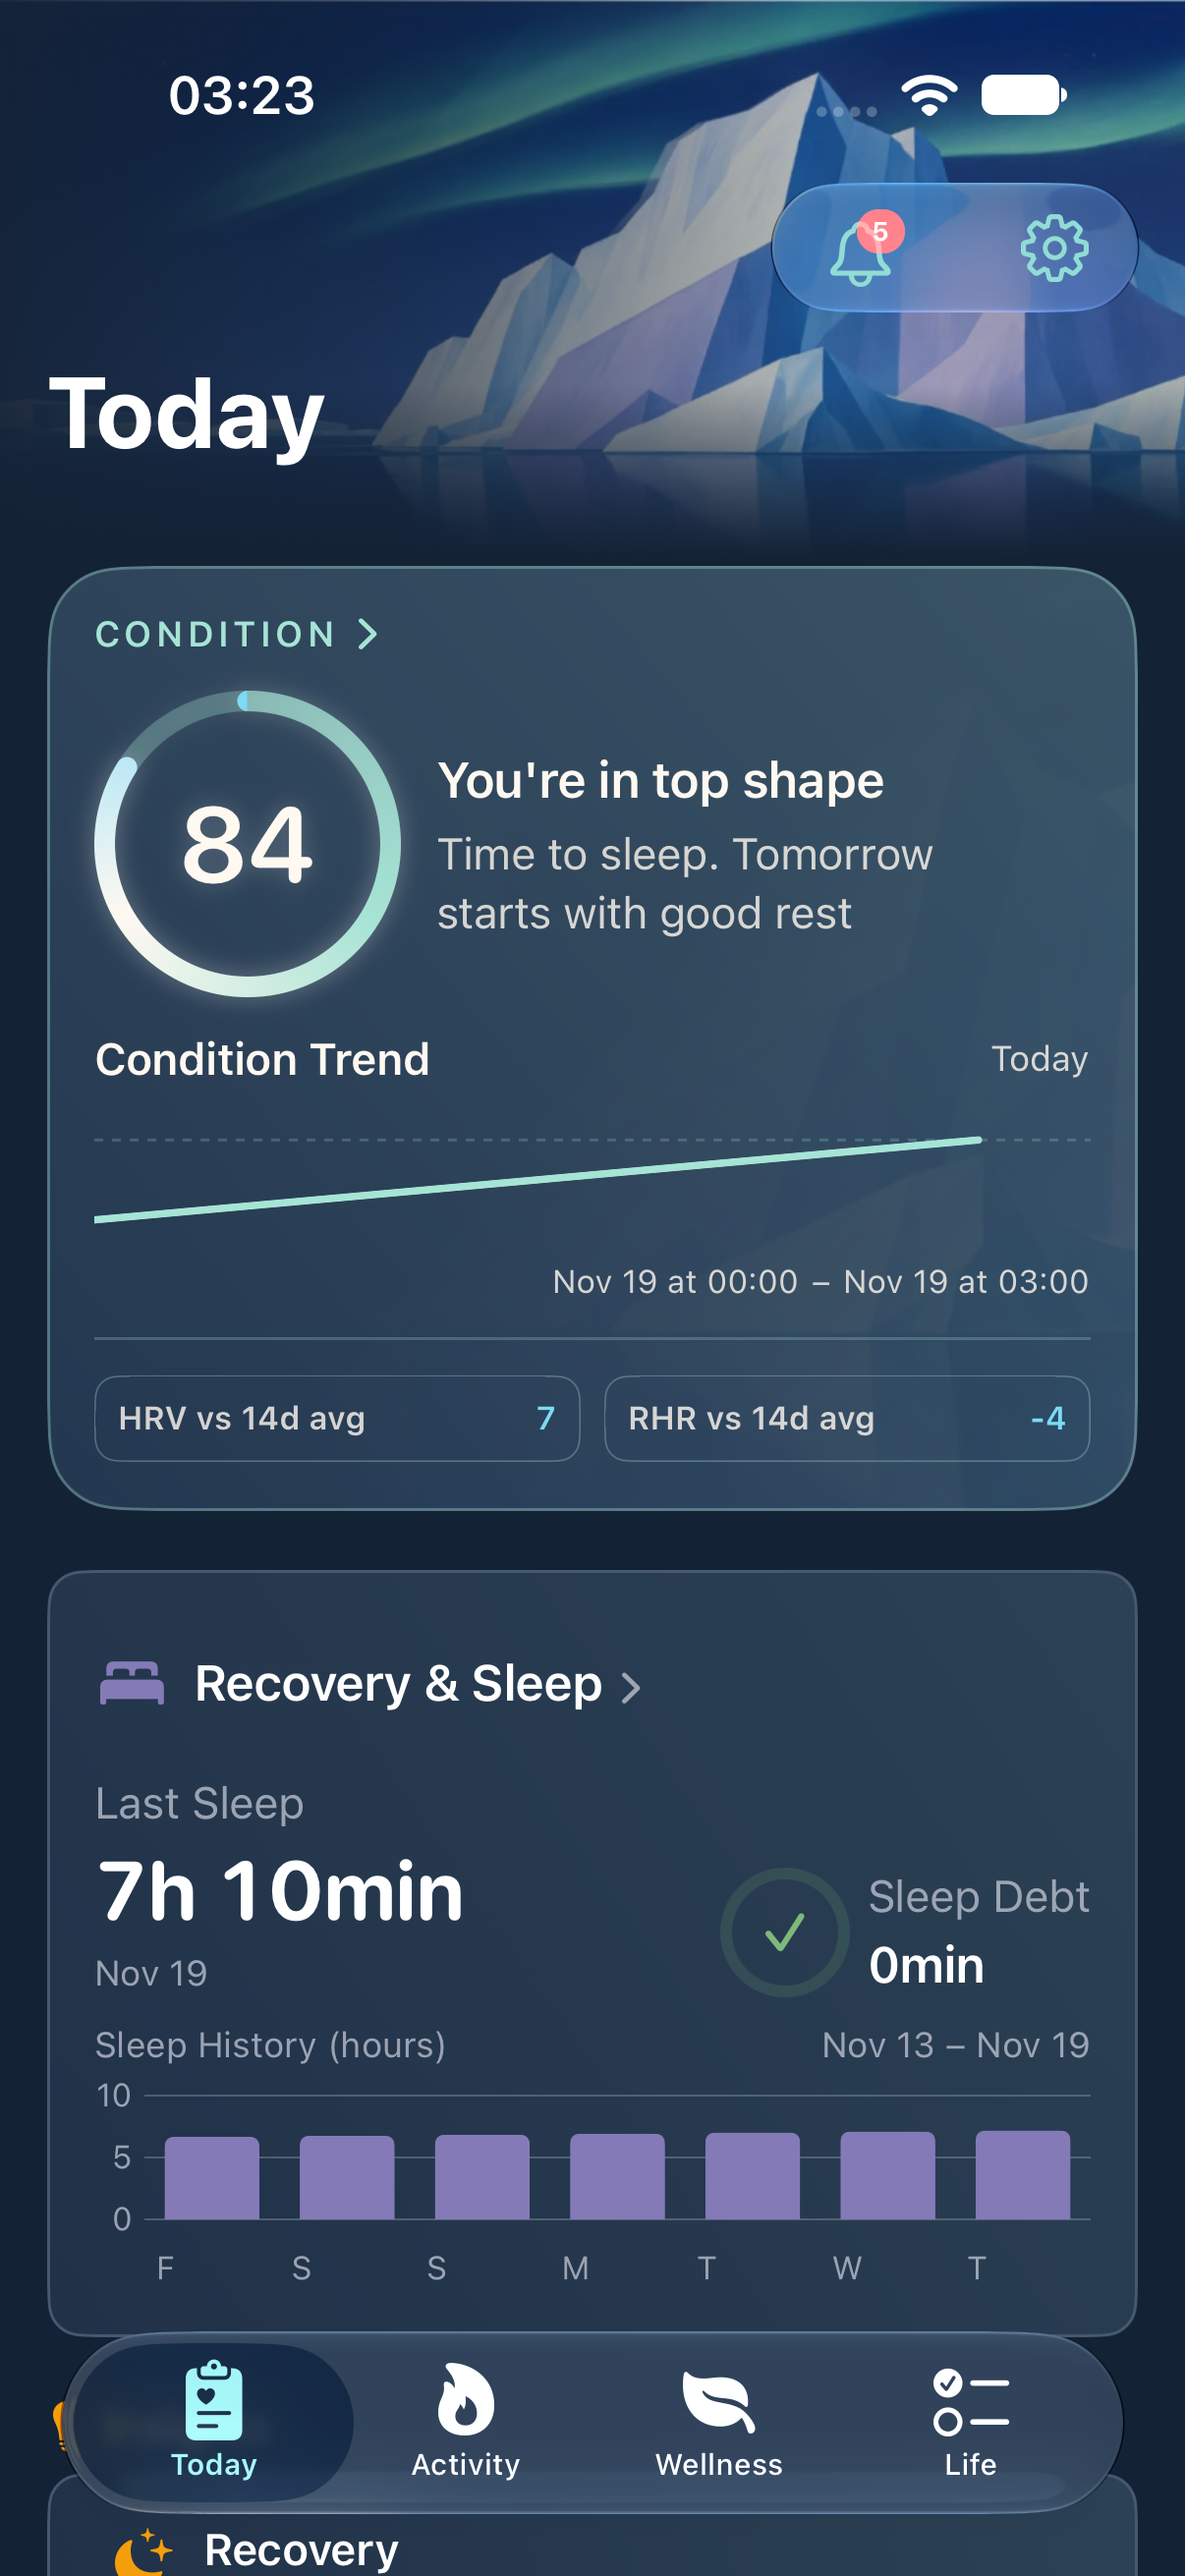 03:23
5
Today
CONDITION
84
You're in top shape
Time to sleep. Tomorrow
starts with good rest
Condition Trend
Today
Nov 19 at 00:00 – Nov 19 at 03:00
HRV vs 14d avg 7
RHR vs 14d avg -4
Recovery & Sleep
Last Sleep
7h 10min
Nov 19
Sleep Debt
0min
Sleep History (hours)
Nov 13 – Nov 19
10
5
0
F S S M T W T
Today
Activity
Wellness
Life
Recovery